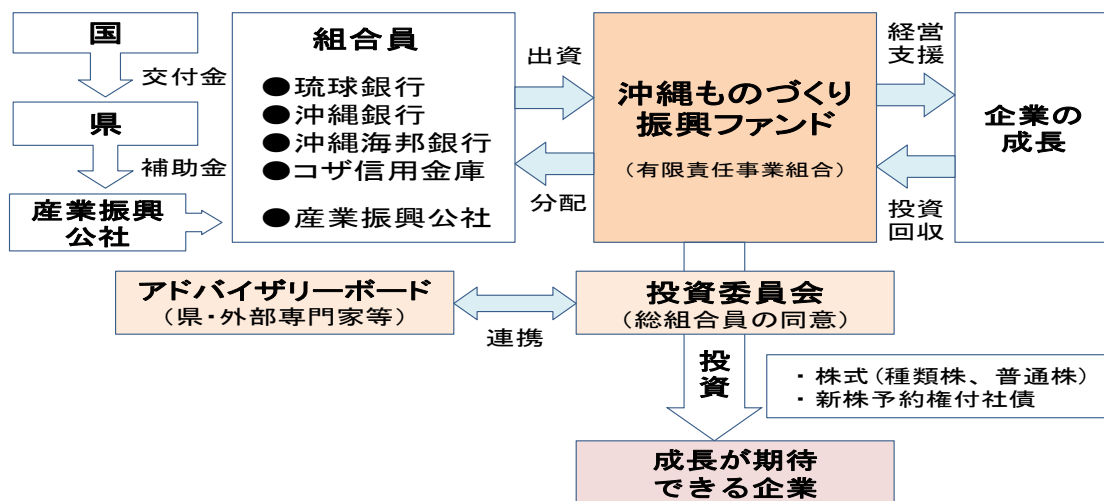 国
交付金
県
補助金
産業振興
公社
組合員
●琉球銀行
●沖縄銀行
●沖縄海邦銀行
●コザ信用金庫
●産業振興公社
出資
分配
沖縄ものづくり
振興ファンド
（有限責任事業組合）
経営
支援
投資
回収
企業の
成長
アドバイザリーボード
（県・外部専門家等）
連携
投資委員会
（総組合員の同意）
投資
・株式（種類株、普通株）
・新株予約権付社債
成長が期待
できる企業